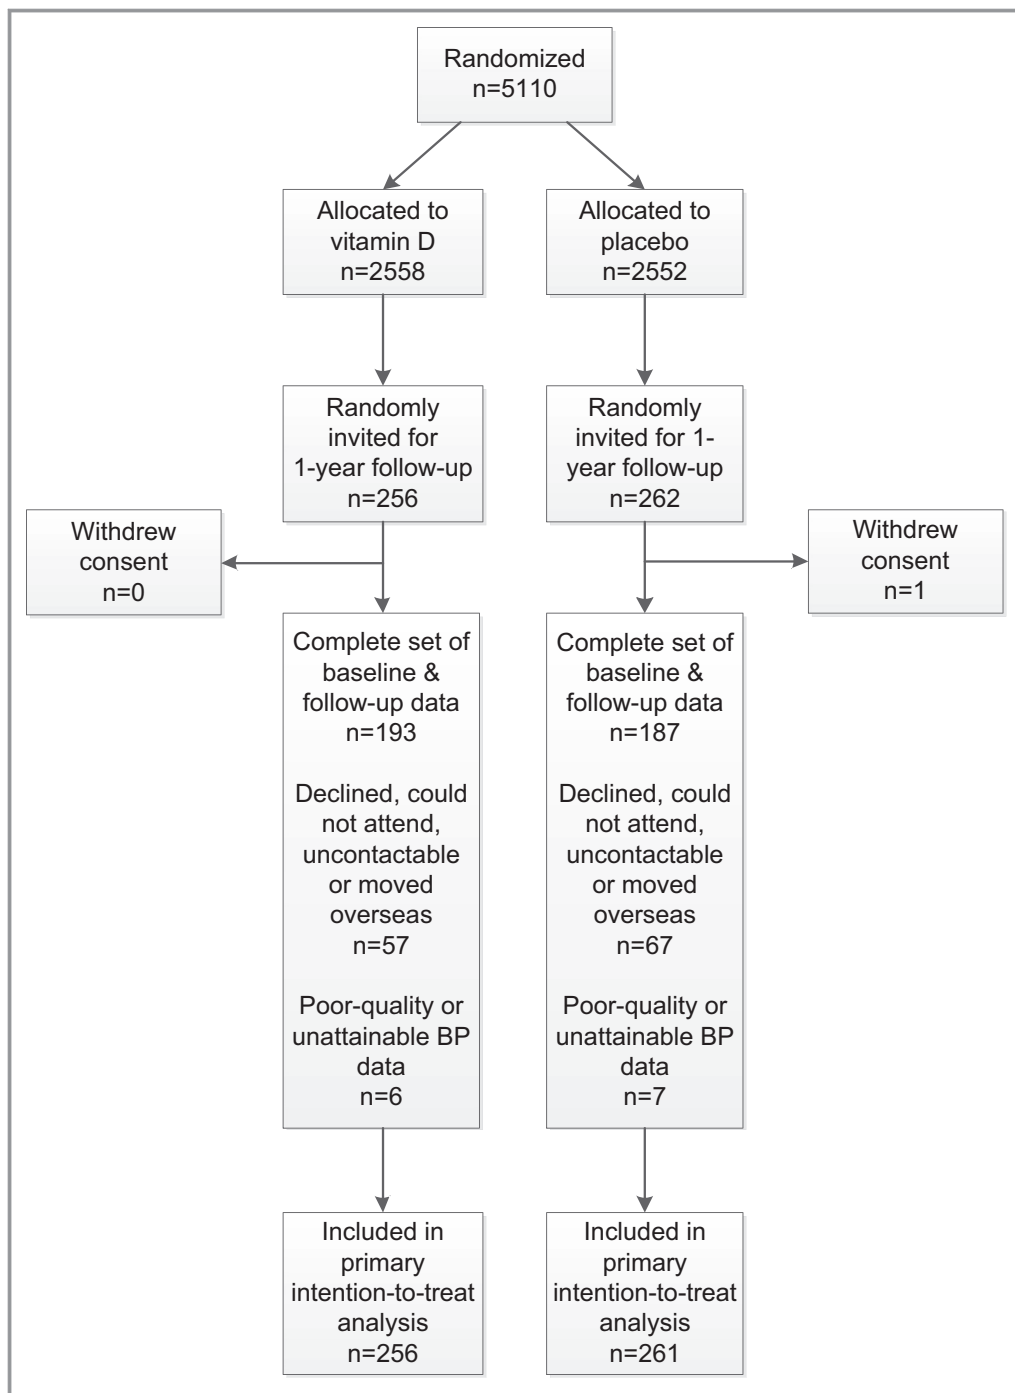 Randomized
n=5110
Allocated to
vitamin D
n=2558
Allocated to
placebo
n=2552
Randomly
invited for
1-year follow-up
n=256
Randomly
invited for 1-
year follow-up
n=262
Withdrew
consent
n=0
Withdrew
consent
n=1
Complete set of
baseline &
follow-up data
n=193
Declined, could
not attend,
uncontactable
or moved
overseas
n=57
Poor-quality or
unattainable BP
data
n=6
Complete set of
baseline &
follow-up data
n=187
Declined, could
not attend,
uncontactable
or moved
overseas
n=67
Poor-quality or
unattainable BP
data
n=7
Included in
primary
intention-to-treat
analysis
n=256
Included in
primary
intention-to-treat
analysis
n=261